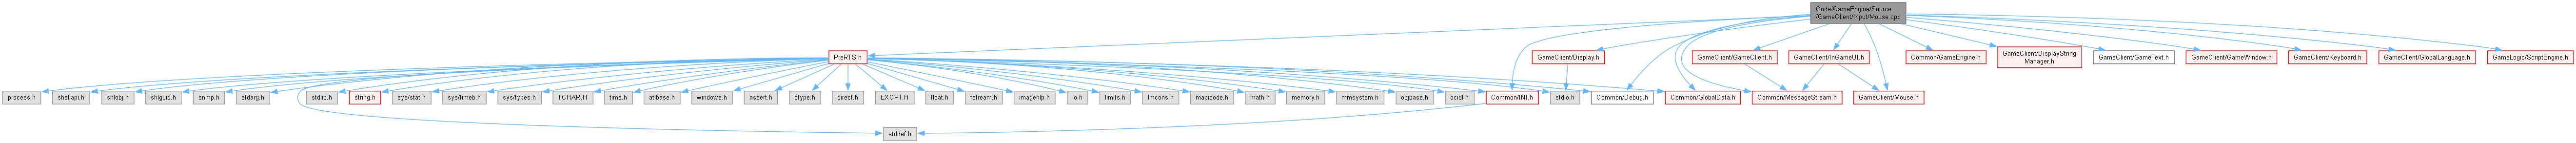 Code/GameEngine/Source
/GameClient/Input/Mouse.cpp
PreRTS.h
GameClient/Display.h
GameClient/GameClient.h
GameClient/InGameUI.h
Common/GameEngine.h
GameClient/DisplayString
Manager.h
GameClient/GameText.h
GameClient/GameWindow.h
GameClient/Keyboard.h
GameClient/GlobalLanguage.h
GameLogic/ScriptEngine.h
process.h
shellapi.h
shlobj.h
shlguid.h
snmp.h
stdarg.h
stdlib.h
string.h
sys/stat.h
sys/timeb.h
sys/types.h
TCHAR.H
time.h
atlbase.h
windows.h
assert.h
ctype.h
direct.h
EXCPT.H
float.h
fstream.h
imagehlp.h
io.h
limits.h
lmcons.h
mapicode.h
math.h
memory.h
mmsystem.h
objbase.h
ocidl.h
Common/INI.h
stdio.h
Common/Debug.h
Common/GlobalData.h
Common/MessageStream.h
GameClient/Mouse.h
stddef.h